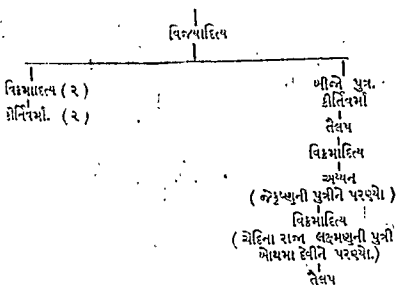 વિજયાદિત્ય
વિક્રમાદિત્ય (૨)
કીર્તિવર્મા. (૨)
બીજો પુત્ર.
કીર્તિવર્મા
તૈલપ
વિક્રમાદિત્ય
અય્યન
(જેકૃષ્ણની પુત્રીને પરણ્યો)
વિક્રમાદિત્ય
(ચેદિના રાજા લક્ષ્મણની પુત્રી
બોથમા દેવીને પરણ્યો.)
તૈલપ